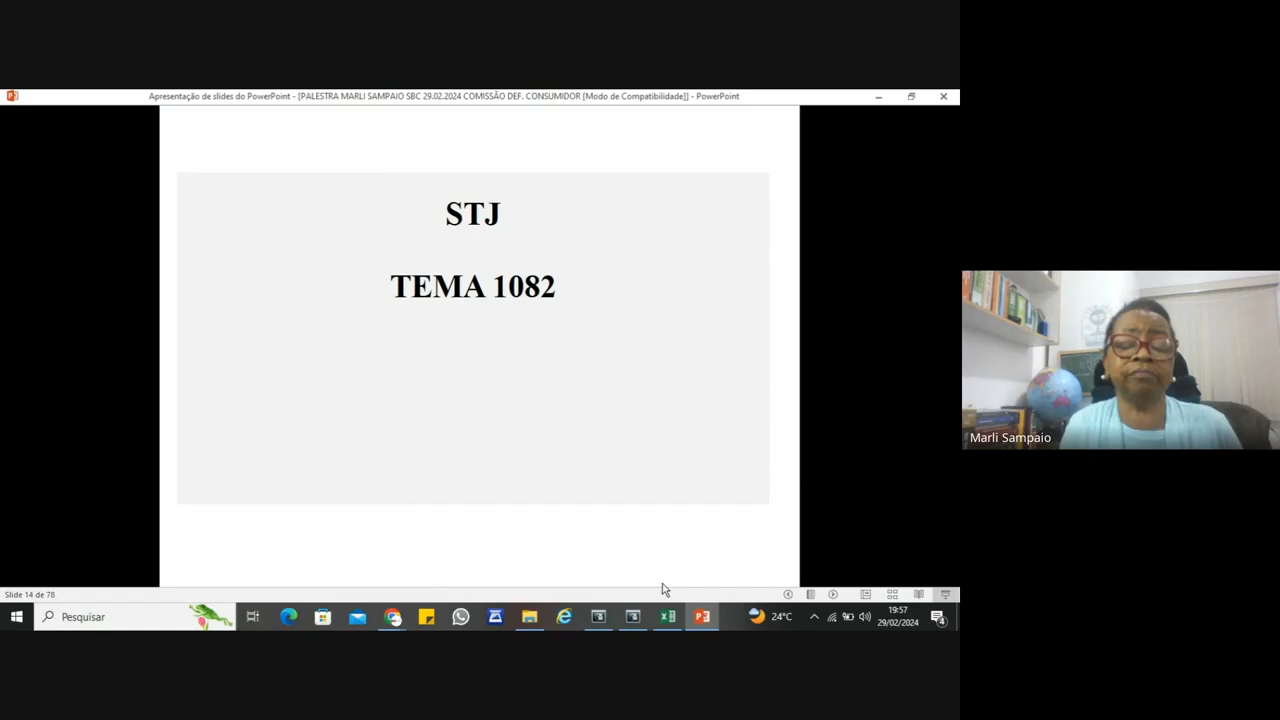 Apresentação de slides do PowerPoint - [PALESTRA MARLI SAMPAIO SBC 29.02.2024 COMISSÃO DEF. CONSUMIDOR [Modo de Compatibilidade]] - PowerPoint
STJ
TEMA 1082
Marli Sampaio
Slide 14 de 78
Pesquisar
24°C
19:57
29/02/2024
4